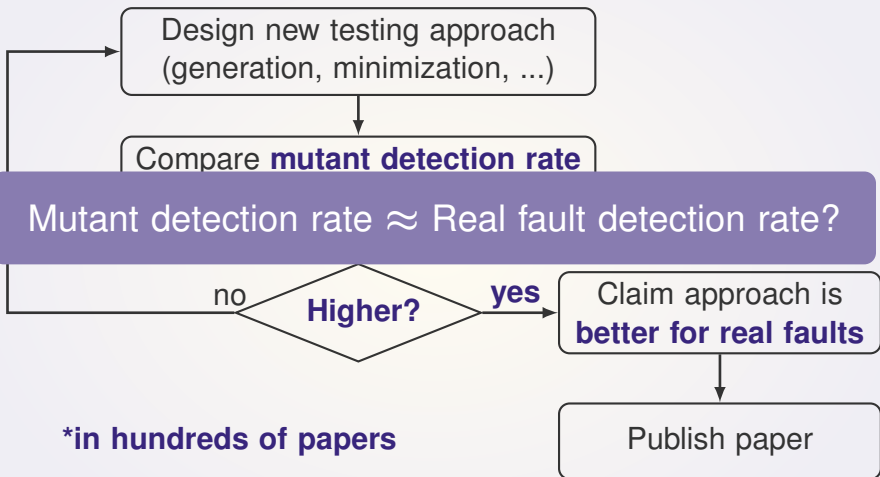 Design new testing approach
(generation, minimization, ...)
Compare mutant detection rate
Mutant detection rate ≈ Real fault detection rate?
no
Higher?
yes
Claim approach is
better for real faults
*in hundreds of papers
Publish paper